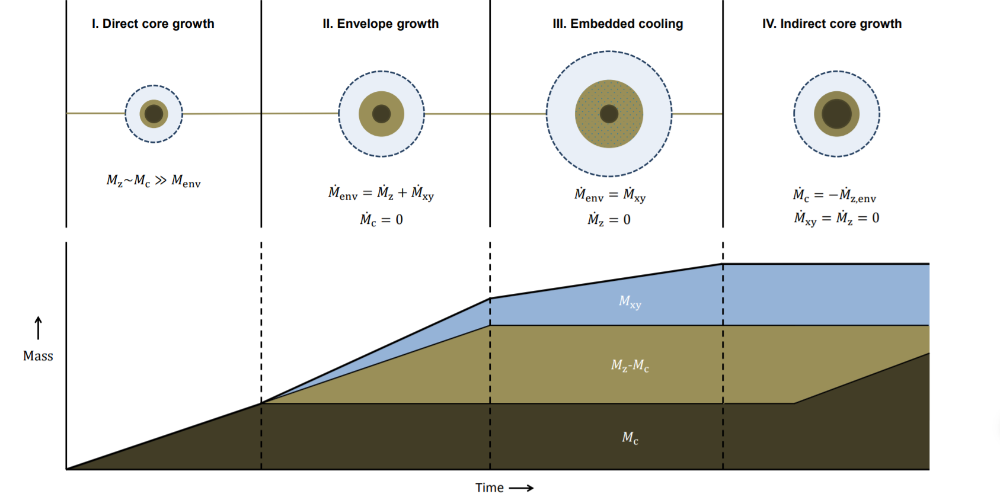 I. Direct core growth
II. Envelope growth
III. Embedded cooling
IV. Indirect core growth
M_z~M_c ≫ M_env
Ṁ_env = Ṁ_z + Ṁ_xy
Ṁ_c = 0
Ṁ_env = Ṁ_xy
Ṁ_z = 0
Ṁ_c = −Ṁ_z,env
Ṁ_xy = Ṁ_z = 0
M_xy
Mass
M_z-M_c
M_c
Time